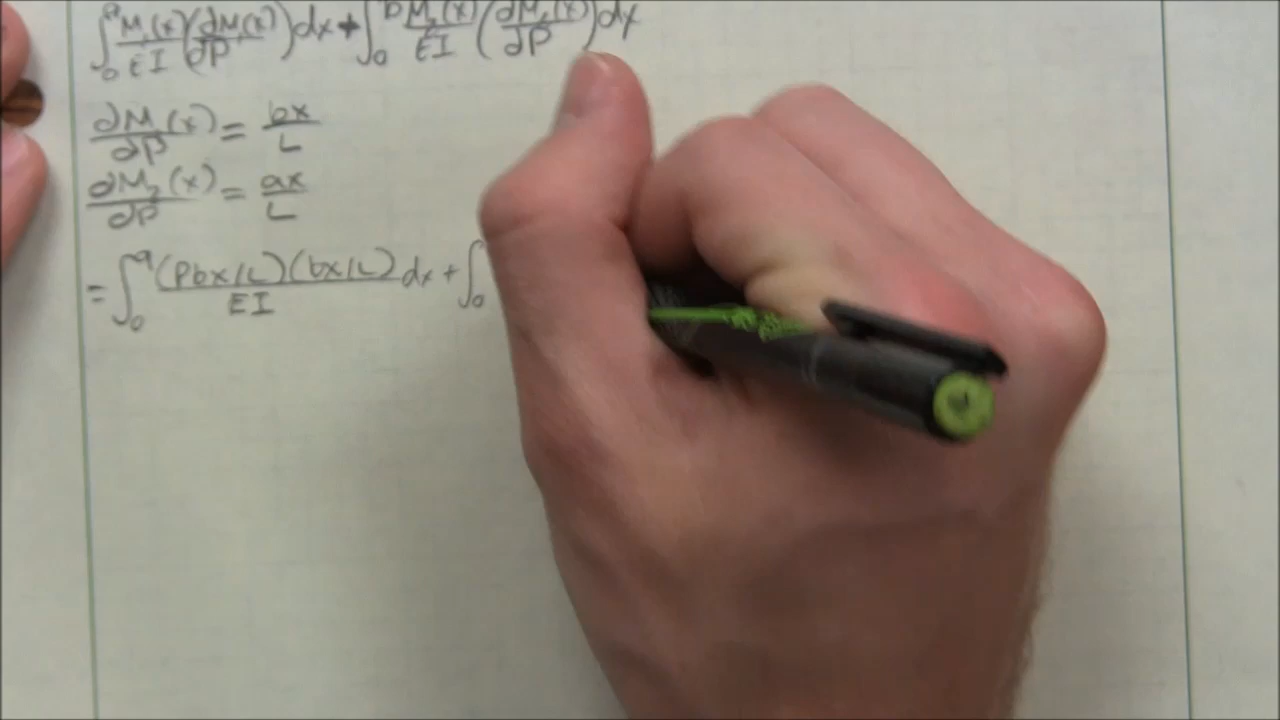 ∫₀ᵃ M₁(x)/EI (∂M₁(x)/∂P) dx + ∫₀ᵇ M₂(x)/EI (∂M₂(x)/∂P) dx
∂M₁(x)/∂P = bx/L
∂M₂(x)/∂P = ax/L
= ∫₀ᵃ (Pbx/L)(bx/L)/EI dx + ∫₀